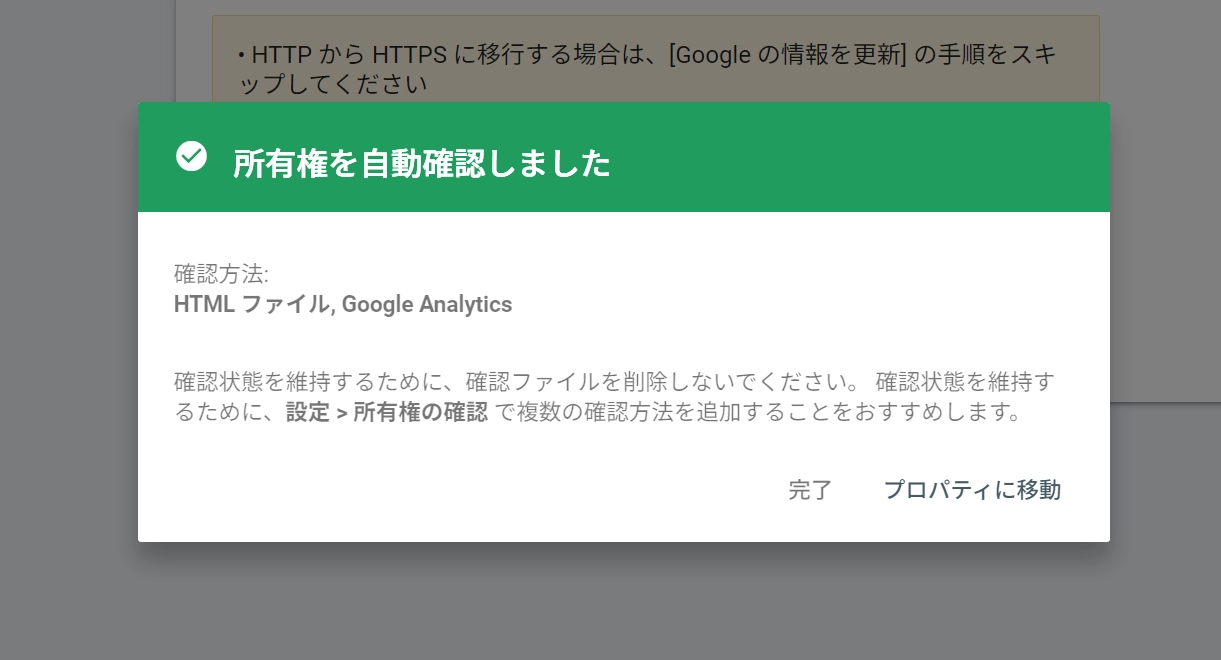 • HTTP から HTTPS に移行する場合は、[Google の情報を更新] の手順をスキ
ップしてください
所有権を自動確認しました
確認方法:
HTML ファイル, Google Analytics
確認状態を維持するために、確認ファイルを削除しないでください。 確認状態を維持す
るために、設定 > 所有権の確認 で複数の確認方法を追加することをおすすめします。
完了 プロパティに移動